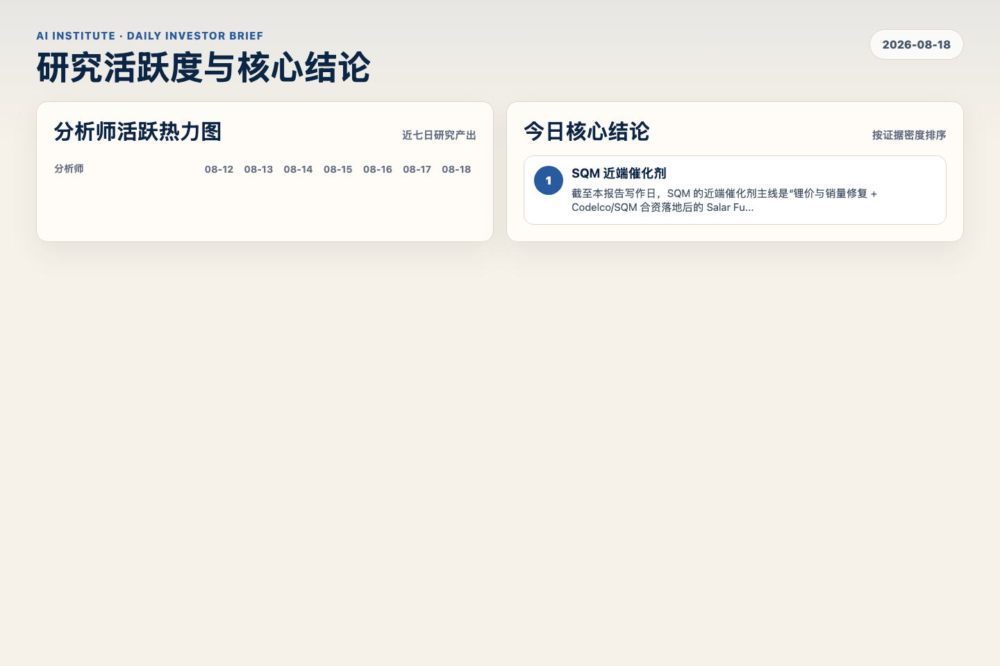 AI INSTITUTE · DAILY INVESTOR BRIEF
研究活跃度与核心结论
2026-08-18
分析师活跃热力图
近七日研究产出
分析师 08-12 08-13 08-14 08-15 08-16 08-17 08-18
今日核心结论
按证据密度排序
1
SQM 近端催化剂
截至本报告写作日，SQM 的近端催化剂主线是“锂价与销量修复 +
Codelco/SQM 合资落地后的 Salar Fu...